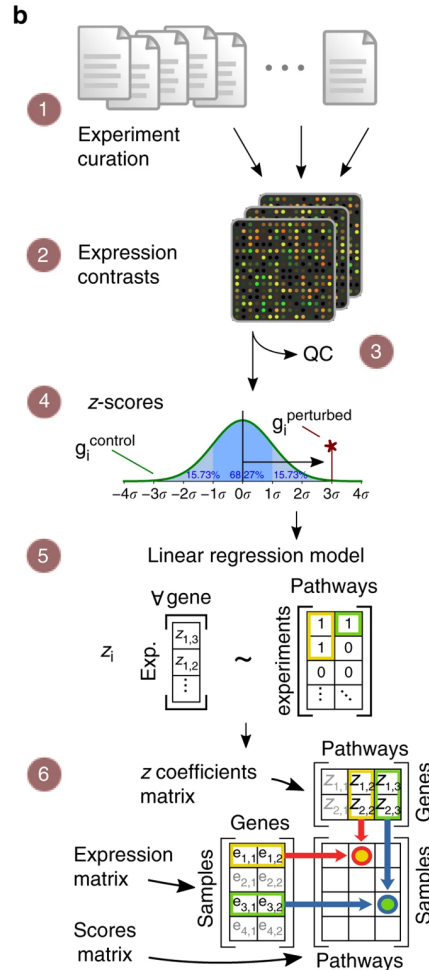 b
1
Experiment
curation
2
Expression
contrasts
QC
3
4
z-scores
g_i^control
g_i^perturbed
15.73% 68.27% 15.73%
−4σ −3σ −2σ −1σ 0σ 1σ 2σ 3σ 4σ
5
Linear regression model
∀ gene
Pathways
z_i
Exp.
z_1,3
z_1,2
⋮
~
experiments
1 1
1 0
0 0
⋮ ⋱
6
z coefficients
matrix
Pathways
Z_1,1 Z_1,2 Z_1,3
Z_2,1 Z_2,2 Z_2,3
Genes
Genes
Expression
matrix
Samples
e_1,1 e_1,2
e_2,1 e_2,2
e_3,1 e_3,2
e_4,1 e_4,2
Samples
Scores
matrix
Pathways